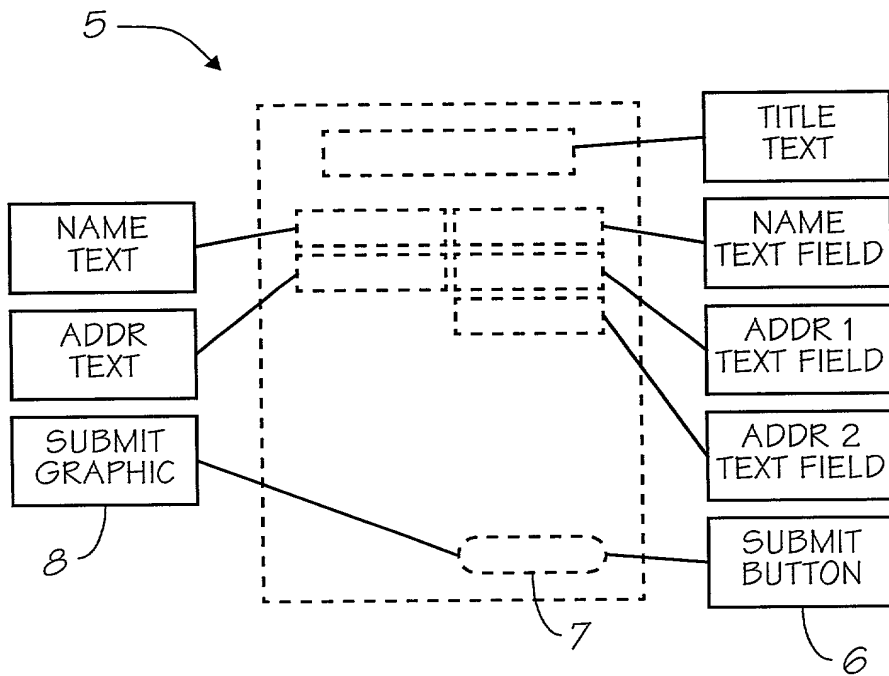 5
TITLE
TEXT
NAME
TEXT
NAME
TEXT FIELD
ADDR
TEXT
ADDR 1
TEXT FIELD
SUBMIT
GRAPHIC
ADDR 2
TEXT FIELD
SUBMIT
BUTTON
8
7
6